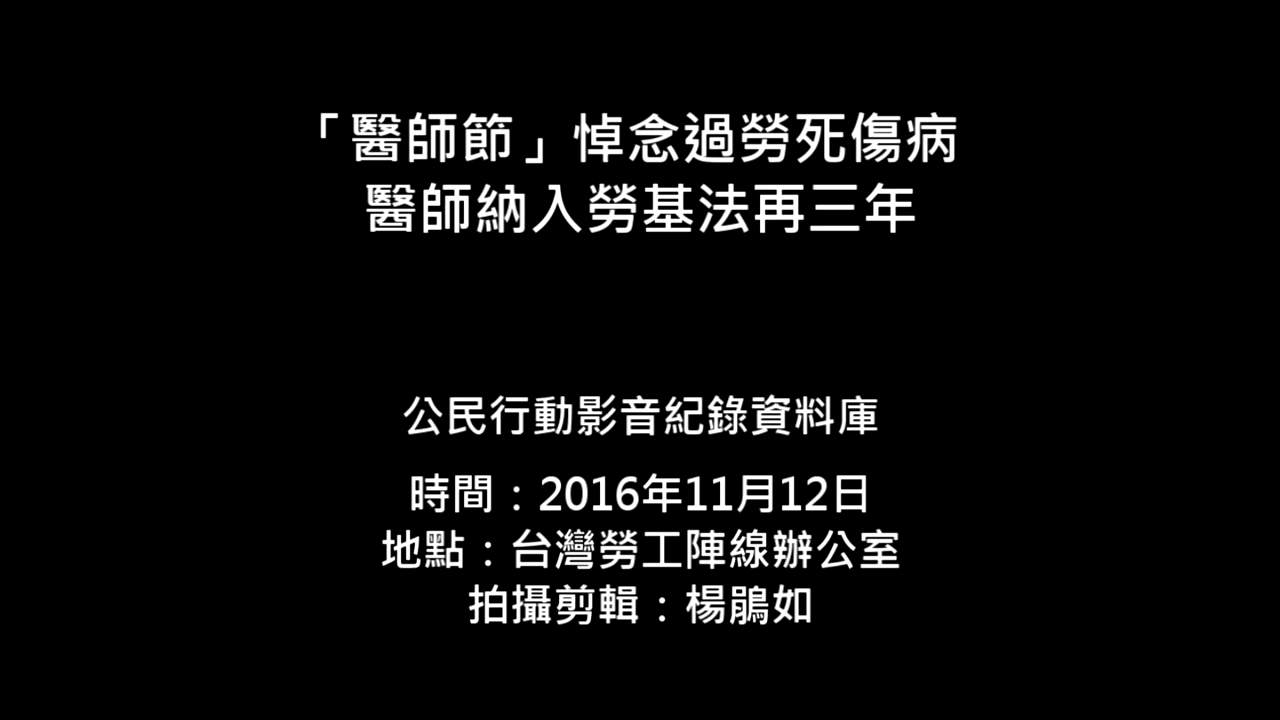 「醫師節」悼念過勞死傷病
醫師納入勞基法再三年
公民行動影音紀錄資料庫
時間：2016年11月12日
地點：台灣勞工陣線辦公室
拍攝剪輯：楊鵑如